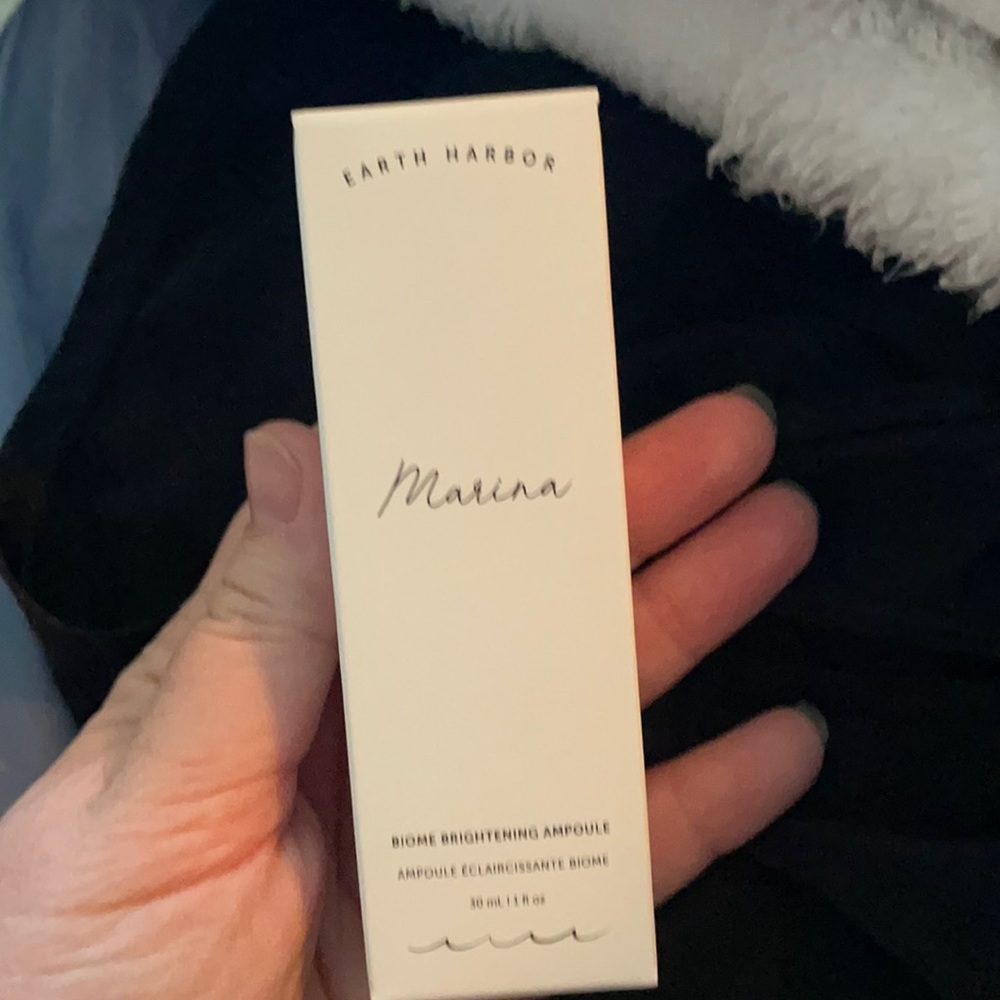 EARTH HARBOR
Marina
BIOME BRIGHTENING AMPOULE
AMPOULE ÉCLAIRCISSANTE BIOME
30 mL | 1 fl oz